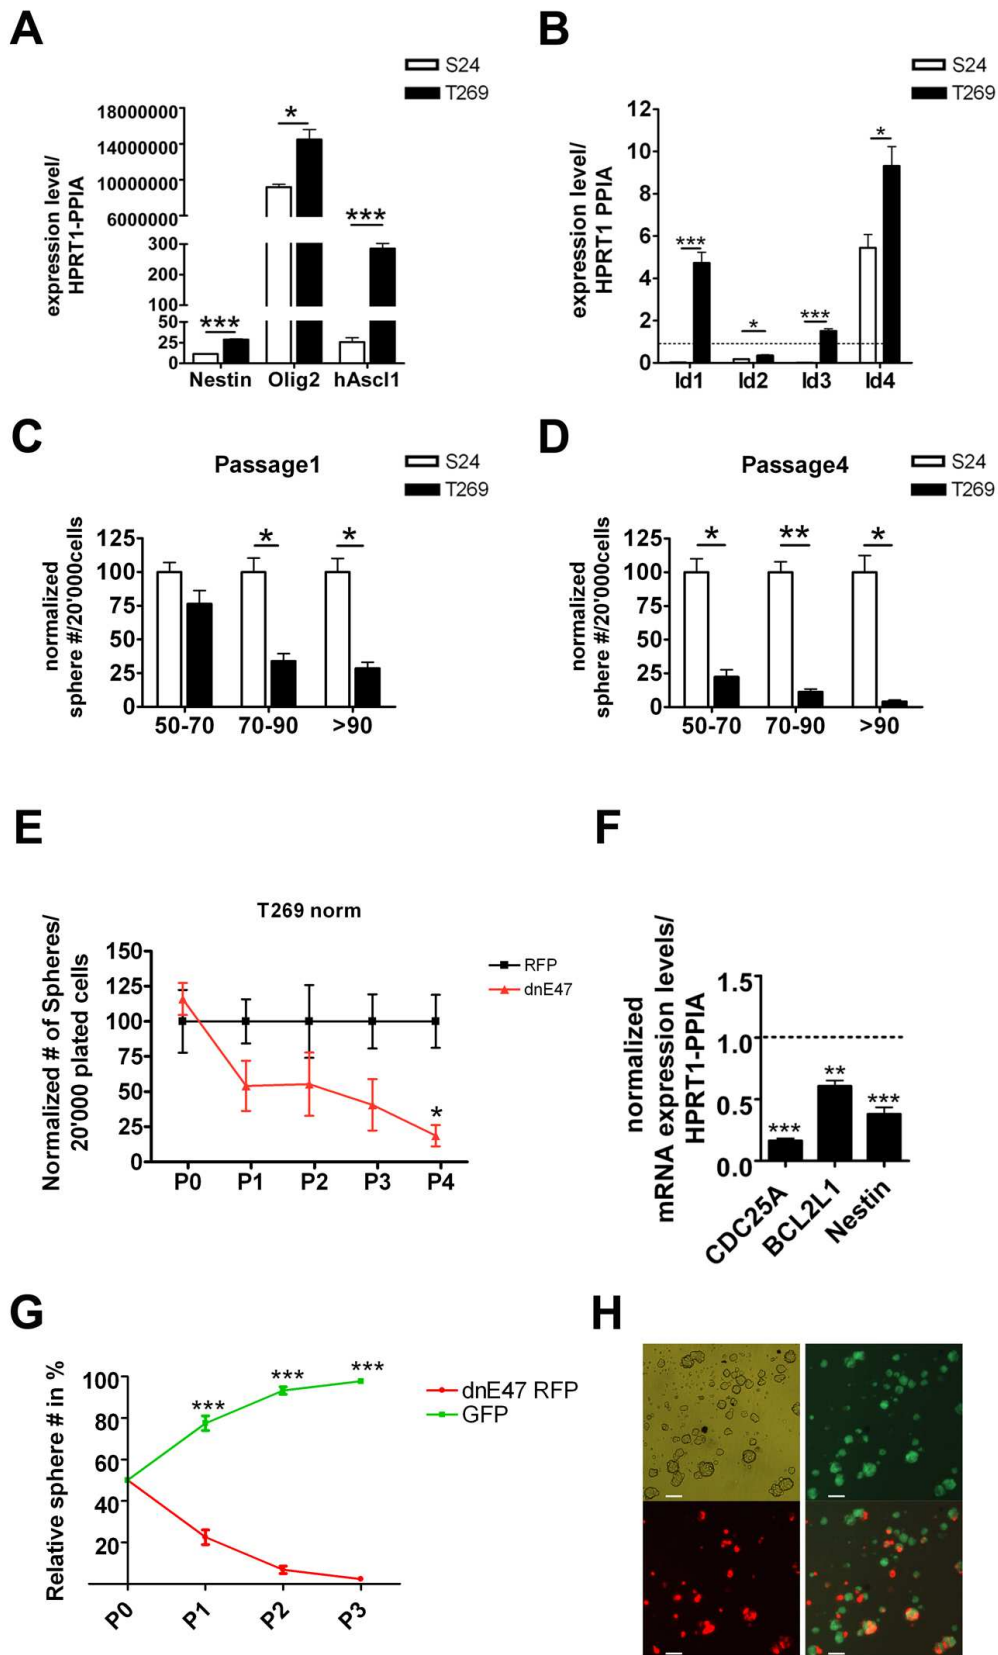 A
S24
T269
expression level/
HPRT1-PPIA
18000000
14000000
10000000
6000000
300
200
100
50
25
0
***
*
***
Nestin Olig2 hAscl1
B
S24
T269
expression level/
HPRT1 PPIA
12
10
8
6
4
2
0
***
*
***
*
Id1 Id2 Id3 Id4
C
Passage1
S24
T269
normalized
sphere #/20'000cells
125
100
75
50
25
0
* *
50-70 70-90 >90
D
Passage4
S24
T269
normalized
sphere #/20'000cells
125
100
75
50
25
0
* ** *
50-70 70-90 >90
E
T269 norm
Normalized # of Spheres/
20'000 plated cells
150
125
100
75
50
25
0
RFP
dnE47
*
P0 P1 P2 P3 P4
F
normalized
mRNA expression levels/
HPRT1-PPIA
1.5
1.0
0.5
0.0
*** ** ***
CDC25A BCL2L1 Nestin
G
Relative sphere # in %
100
80
60
40
20
*** *** ***
dnE47 RFP
GFP
P0 P1 P2 P3
H